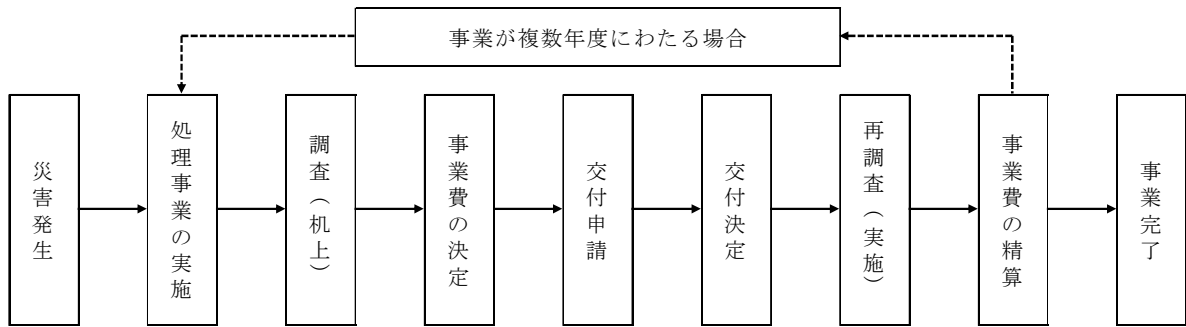 事業が複数年度にわたる場合
災害発生
処理事業の実施
調査（机上）
事業費の決定
交付申請
交付決定
再調査（実施）
事業費の精算
事業完了